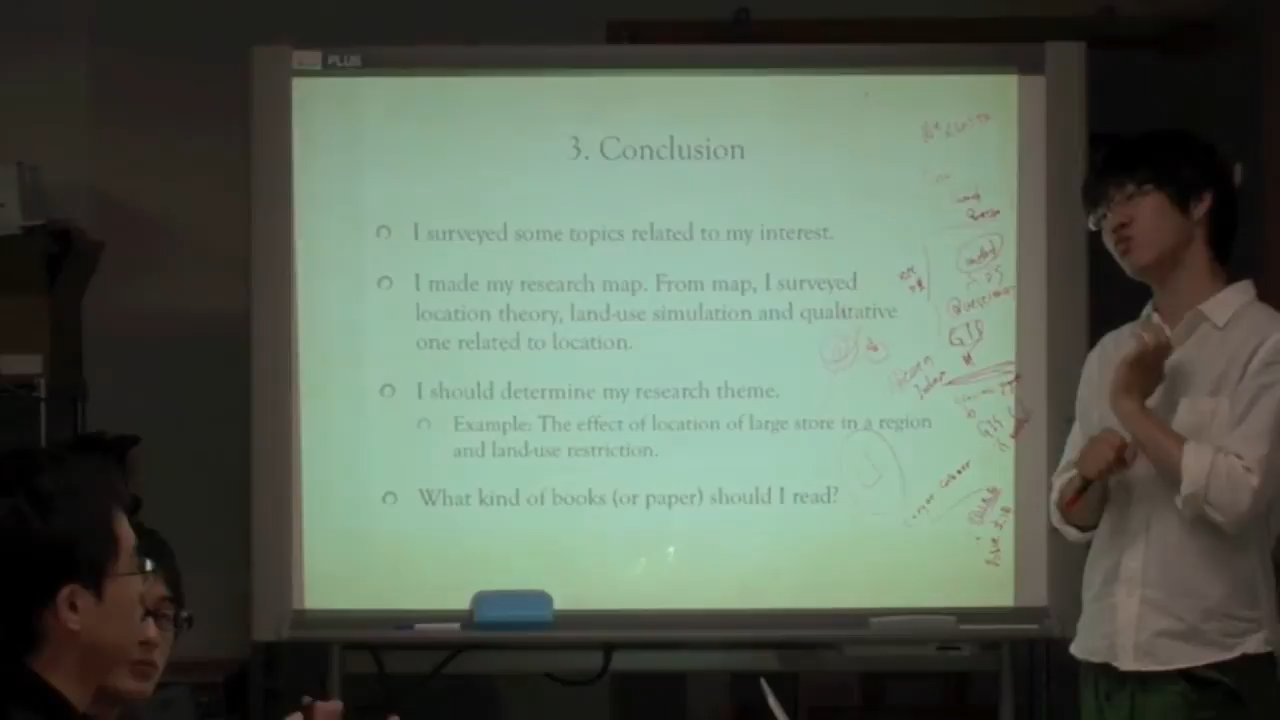 PLUS
3. Conclusion
I surveyed some topics related to my interest.
I made my research map. From map, I surveyed
location theory, land-use simulation and qualitative
one related to location.
I should determine my research theme.
Example: The effect of location of large store in a region
and land-use restriction.
What kind of books (or paper) should I read?
GIS
GIS